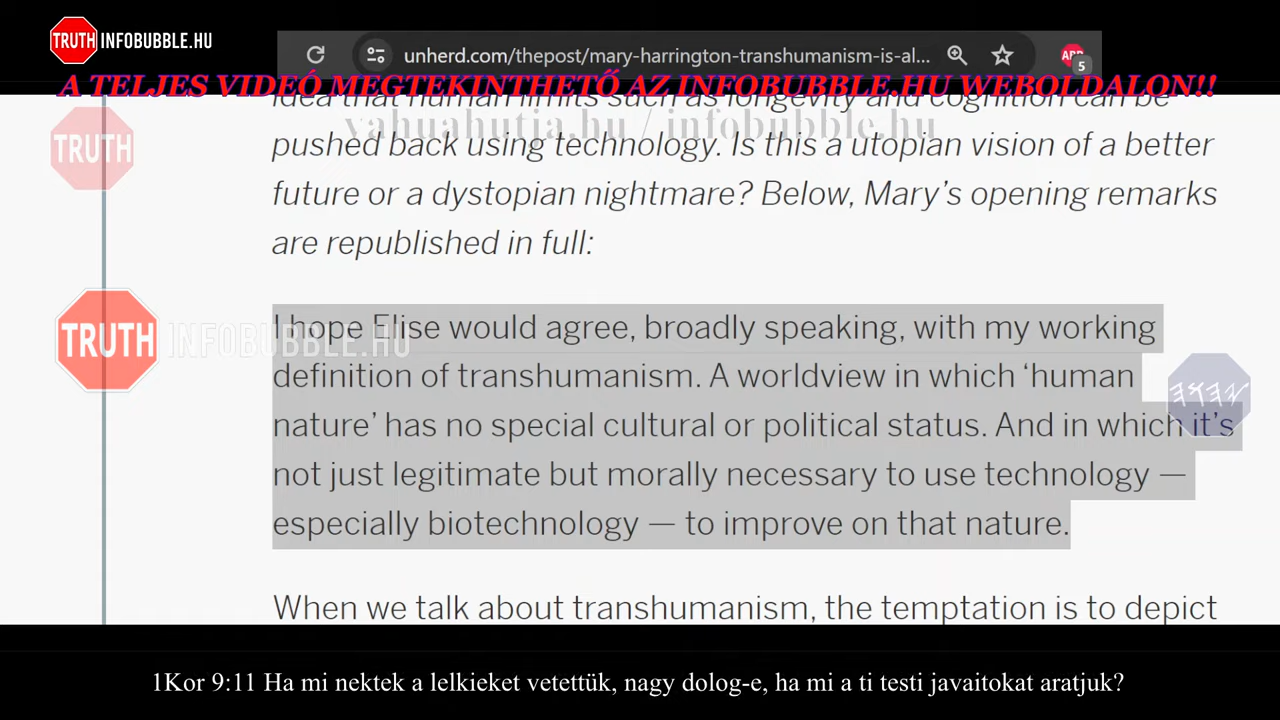 TRUTH INFOBUBBLE.HU
unherd.com/thepost/mary-harrington-transhumanism-is-al...
ABP
5
A TELJES VIDEÓ MEGTEKINTHETŐ AZ INFOBUBBLE.HU WEBOLDALON!!
idea that human limits such as longevity and cognition can be
yahuahutja.hu / infobubble.hu
TRUTH
pushed back using technology. Is this a utopian vision of a better
future or a dystopian nightmare? Below, Mary’s opening remarks
are republished in full:
I hope Elise would agree, broadly speaking, with my working
TRUTH INFOBUBBLE.HU
definition of transhumanism. A worldview in which ‘human
nature’ has no special cultural or political status. And in which it’s
not just legitimate but morally necessary to use technology —
especially biotechnology — to improve on that nature.
When we talk about transhumanism, the temptation is to depict
1Kor 9:11 Ha mi nektek a lelkieket vetettük, nagy dolog-e, ha mi a ti testi javaitokat aratjuk?